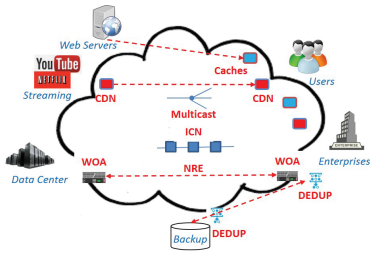 Web Servers
YouTube
NETFLIX
Streaming
Caches
Users
CDN
CDN
Multicast
ICN
ENTERPRISE
WOA
WOA
Enterprises
NRE
Data Center
DEDUP
DEDUP
Backup